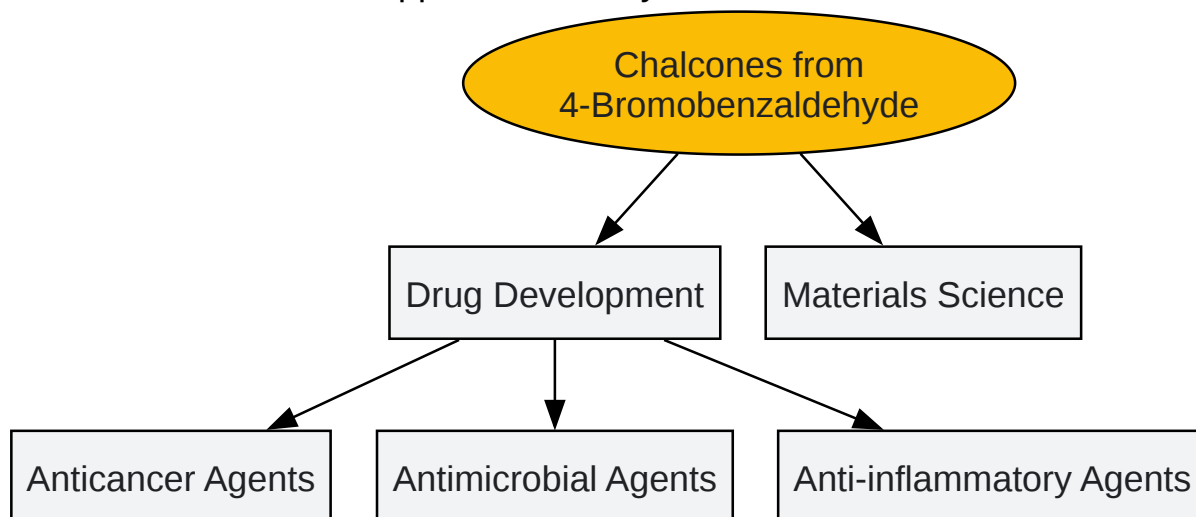 Chalcones from
4-Bromobenzaldehyde
Drug Development
Materials Science
Anticancer Agents
Antimicrobial Agents
Anti-inflammatory Agents